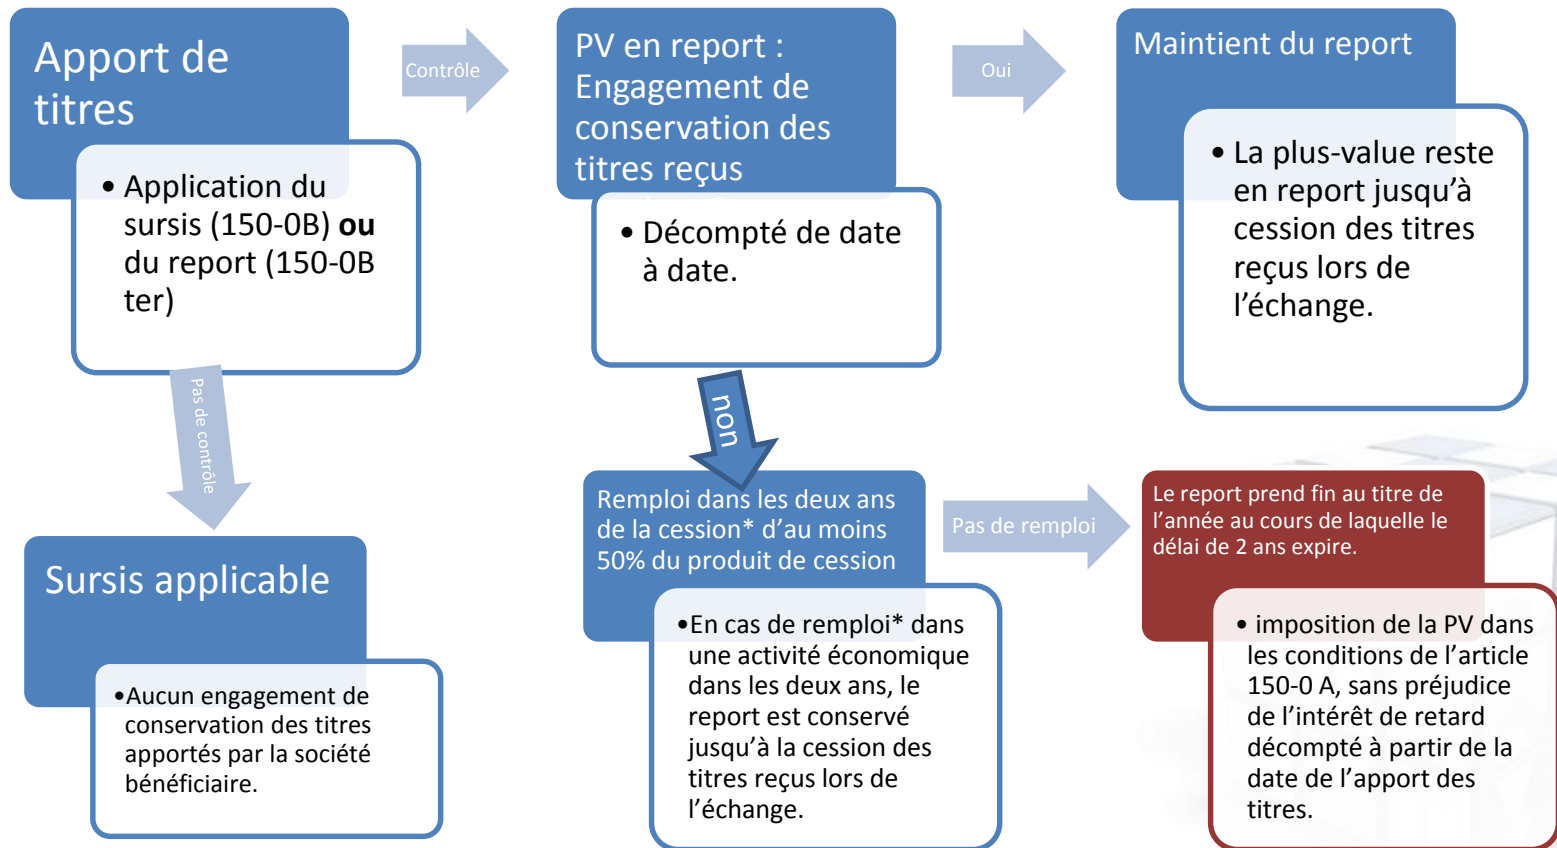 Apport de
titres
• Application du
sursis (150-0B) ou
du report (150-0B
ter)
Contrôle
PV en report :
Engagement de
conservation des
titres reçus
• Décompté de date
à date.
Oui
Maintient du report
• La plus-value reste
en report jusqu’à
cession des titres
reçus lors de
l’échange.
Pas de contrôle
non
Sursis applicable
•Aucun engagement de
conservation des titres
apportés par la société
bénéficiaire.
Remploi dans les deux ans
de la cession* d’au moins
50% du produit de cession
•En cas de remploi* dans
une activité économique
dans les deux ans, le
report est conservé
jusqu’à la cession des
titres reçus lors de
l’échange.
Pas de remploi
Le report prend fin au titre de
l’année au cours de laquelle le
délai de 2 ans expire.
• imposition de la PV dans
les conditions de l’article
150-0 A, sans préjudice
de l’intérêt de retard
décompté à partir de la
date de l’apport des
titres.